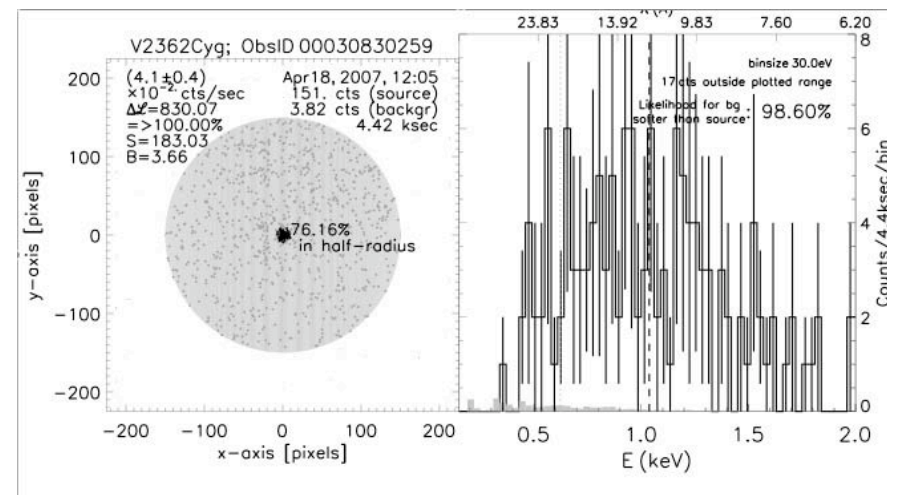 V2362Cyg; ObsID 00030830259
(4.1±0.4)
×10⁻² cts/sec
Δℒ=830.07
=>100.00%
S=183.03
B=3.66
Apr18, 2007, 12:05
151. cts (source)
3.82 cts (backgr)
4.42 ksec
76.16%
in half-radius
y-axis [pixels]
200
100
0
-100
-200
-200 -100 0 100 200
x-axis [pixels]
23.83 13.92 9.83 7.60 6.20
binsize 30.0eV
17 cts outside plotted range
Likelihood for bg
softer than source: 98.60%
8
6
4
2
0
Counts/4.4ksec/bin
0.5 1.0 1.5 2.0
E (keV)